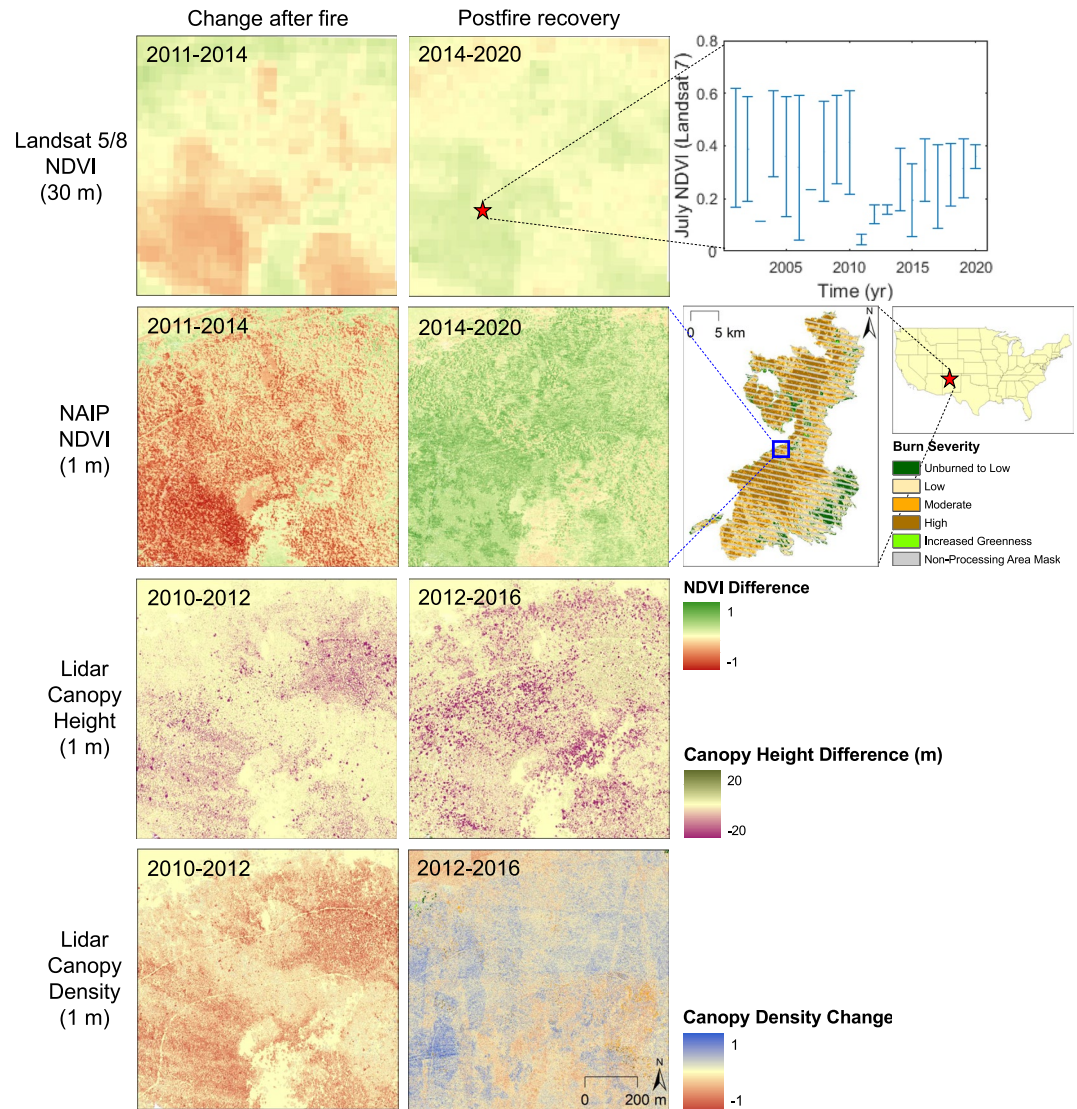 Change after fire
Postfire recovery
Landsat 5/8
NDVI
(30 m)
2011-2014
2014-2020
July NDVI (Landsat 7)
0.8
0.6
0.4
0.2
0
2005
2010
2015
2020
Time (yr)
NAIP
NDVI
(1 m)
2011-2014
2014-2020
0 5 km
N
Burn Severity
Unburned to Low
Low
Moderate
High
Increased Greenness
Non-Processing Area Mask
Lidar
Canopy
Height
(1 m)
2010-2012
2012-2016
NDVI Difference
1
-1
Canopy Height Difference (m)
20
-20
Lidar
Canopy
Density
(1 m)
2010-2012
2012-2016
N
0 200 m
Canopy Density Change
1
-1